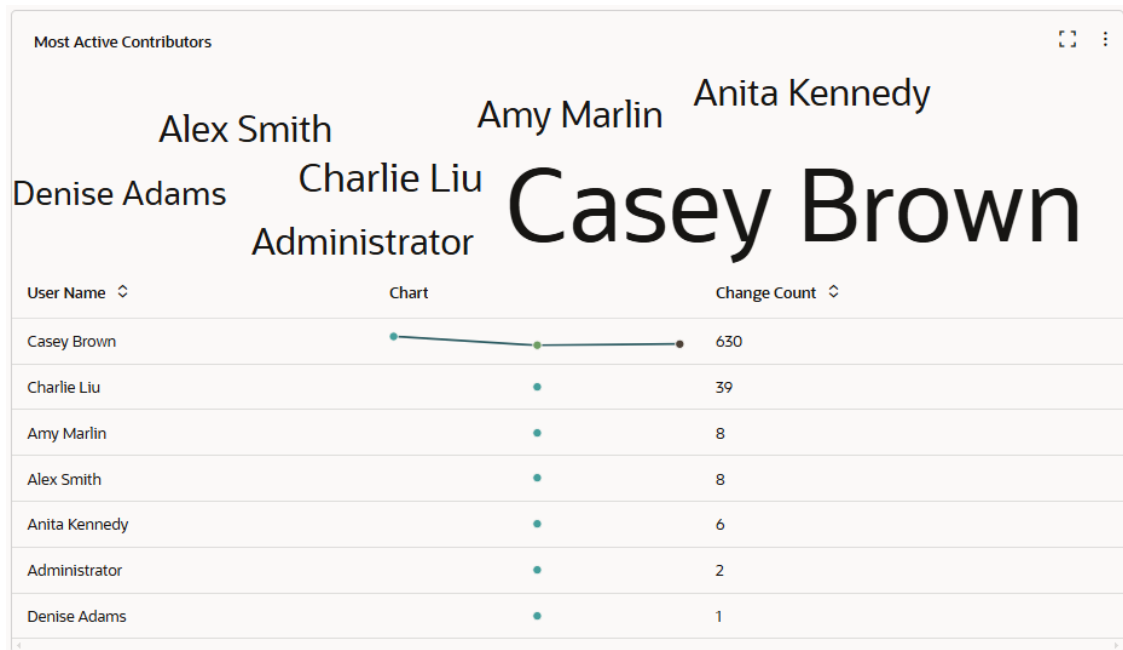 Most Active Contributors
Anita Kennedy
Amy Marlin
Alex Smith
Charlie Liu
Casey Brown
Denise Adams
Administrator
User Name Chart Change Count
Casey Brown 630
Charlie Liu 39
Amy Marlin 8
Alex Smith 8
Anita Kennedy 6
Administrator 2
Denise Adams 1